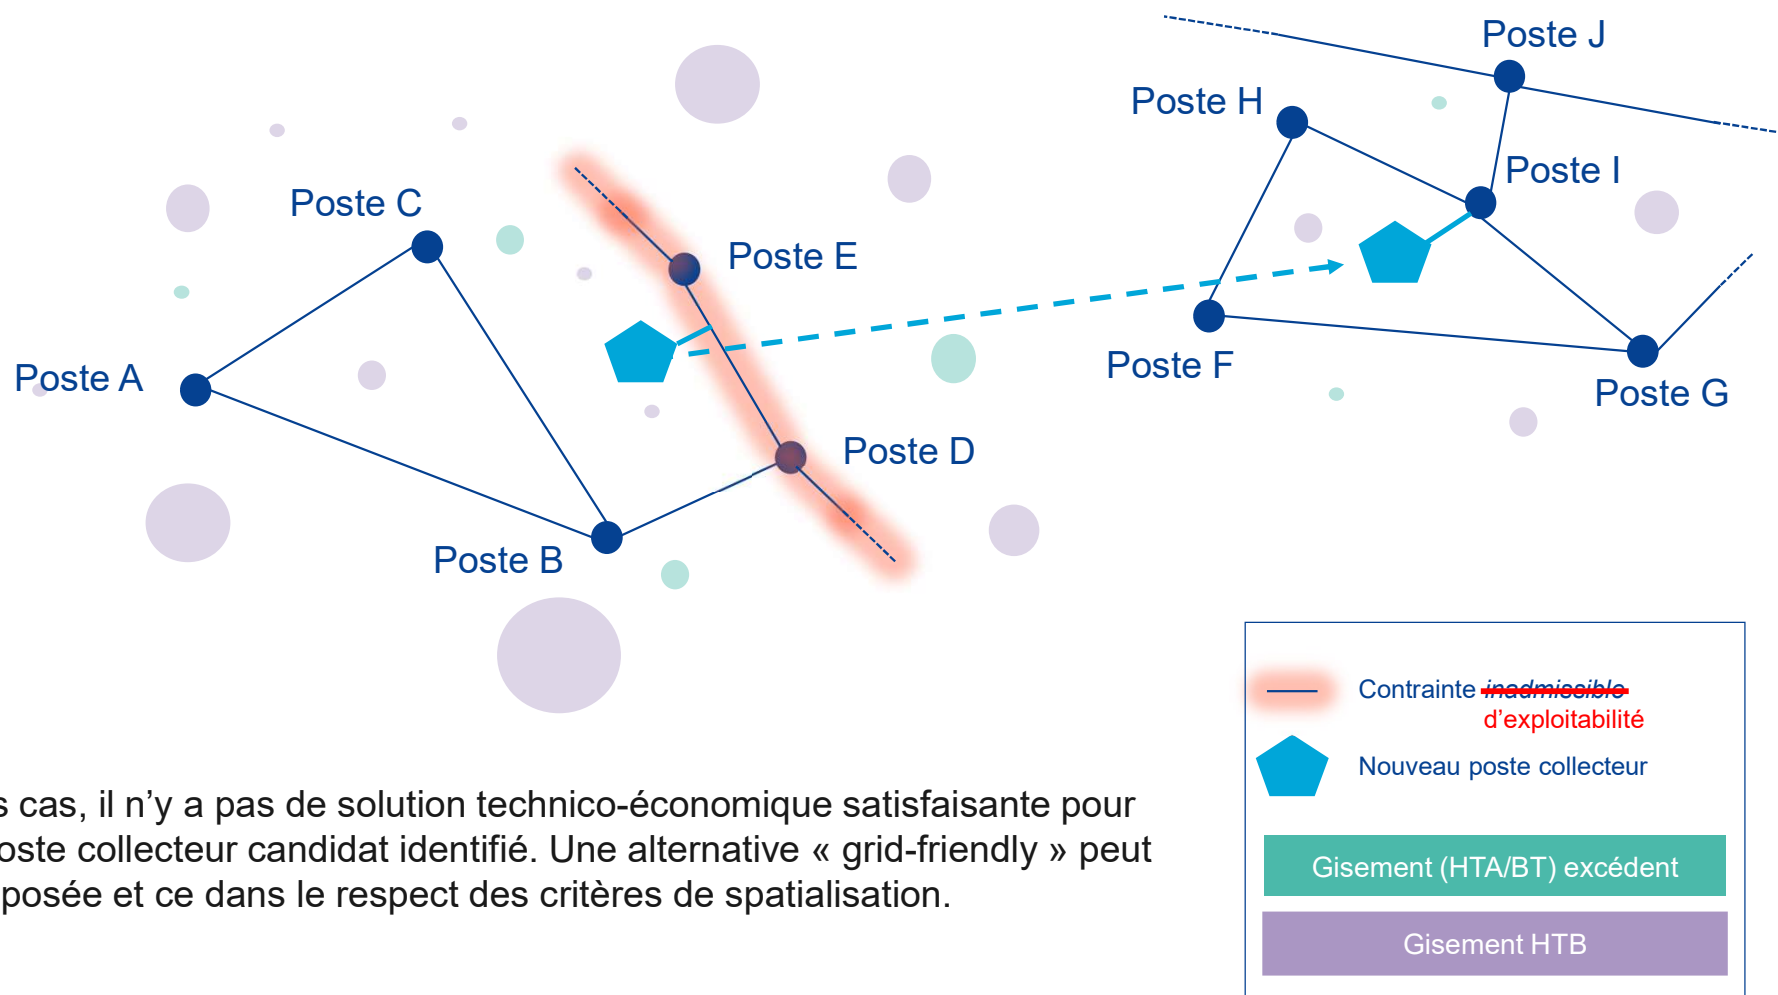 Poste J
Poste H
Poste I
Poste C
Poste E
Poste F
Poste A
Poste G
Poste D
Poste B
Contrainte inadmissible
d’exploitabilité
Nouveau poste collecteur
s cas, il n’y a pas de solution technico-économique satisfaisante pour
oste collecteur candidat identifié. Une alternative « grid-friendly » peut
posée et ce dans le respect des critères de spatialisation.
Gisement (HTA/BT) excédent
Gisement HTB